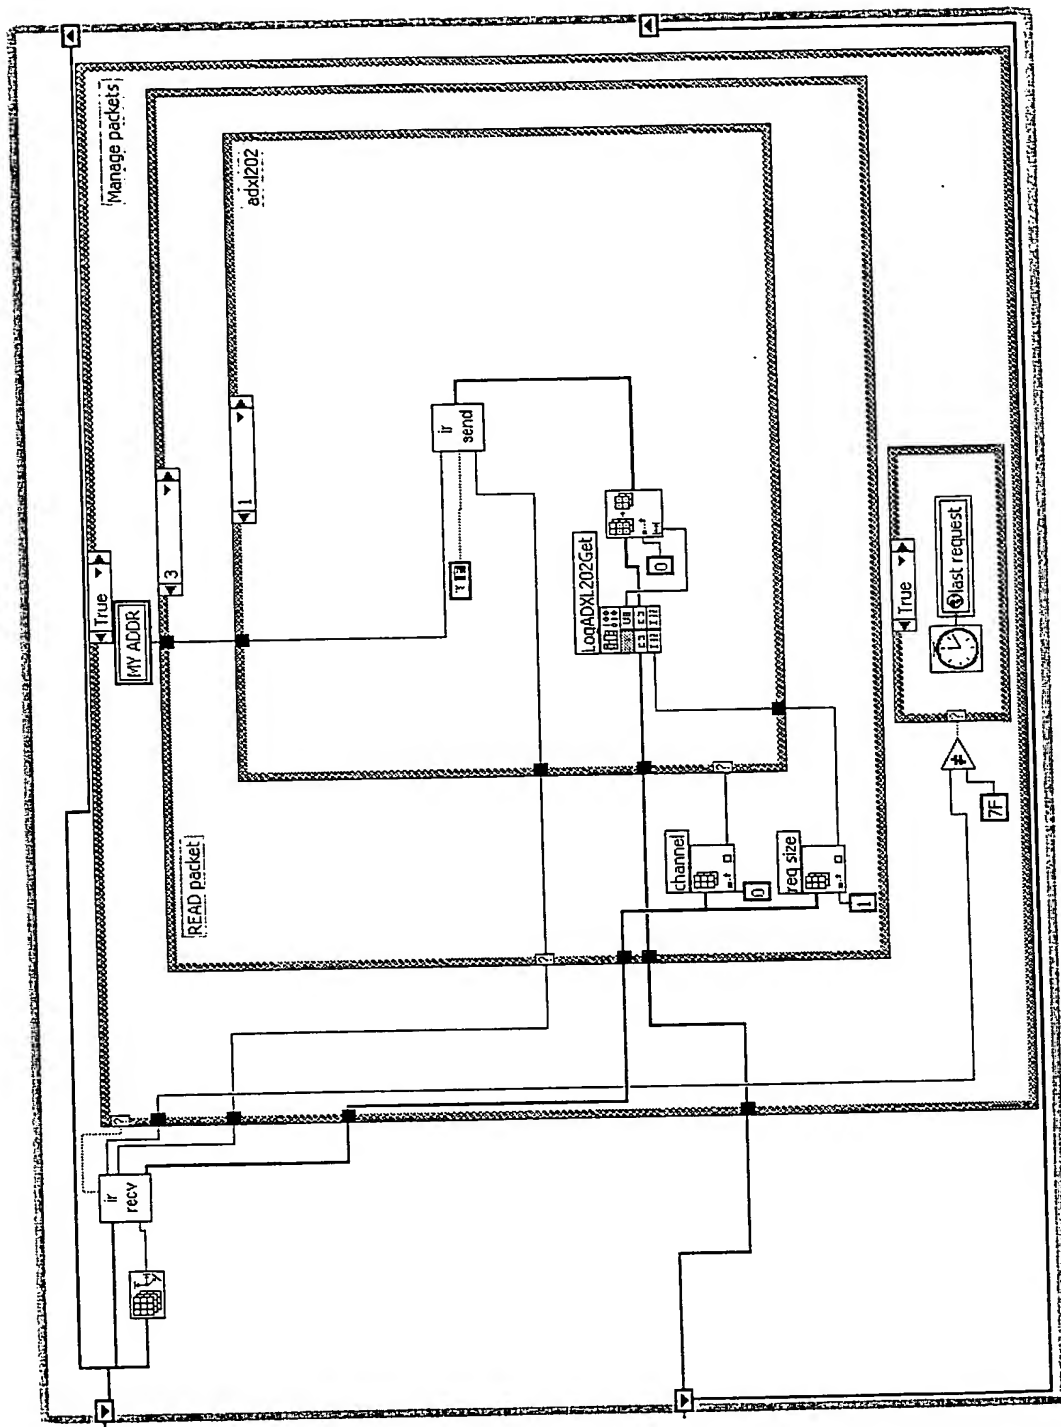 True
Manage packets
MY ADDR
3
READ packet
1
adxl202
ir
recv
ir
send
LogADXL202Get
0
channel
0
req size
1
7F
True
last request